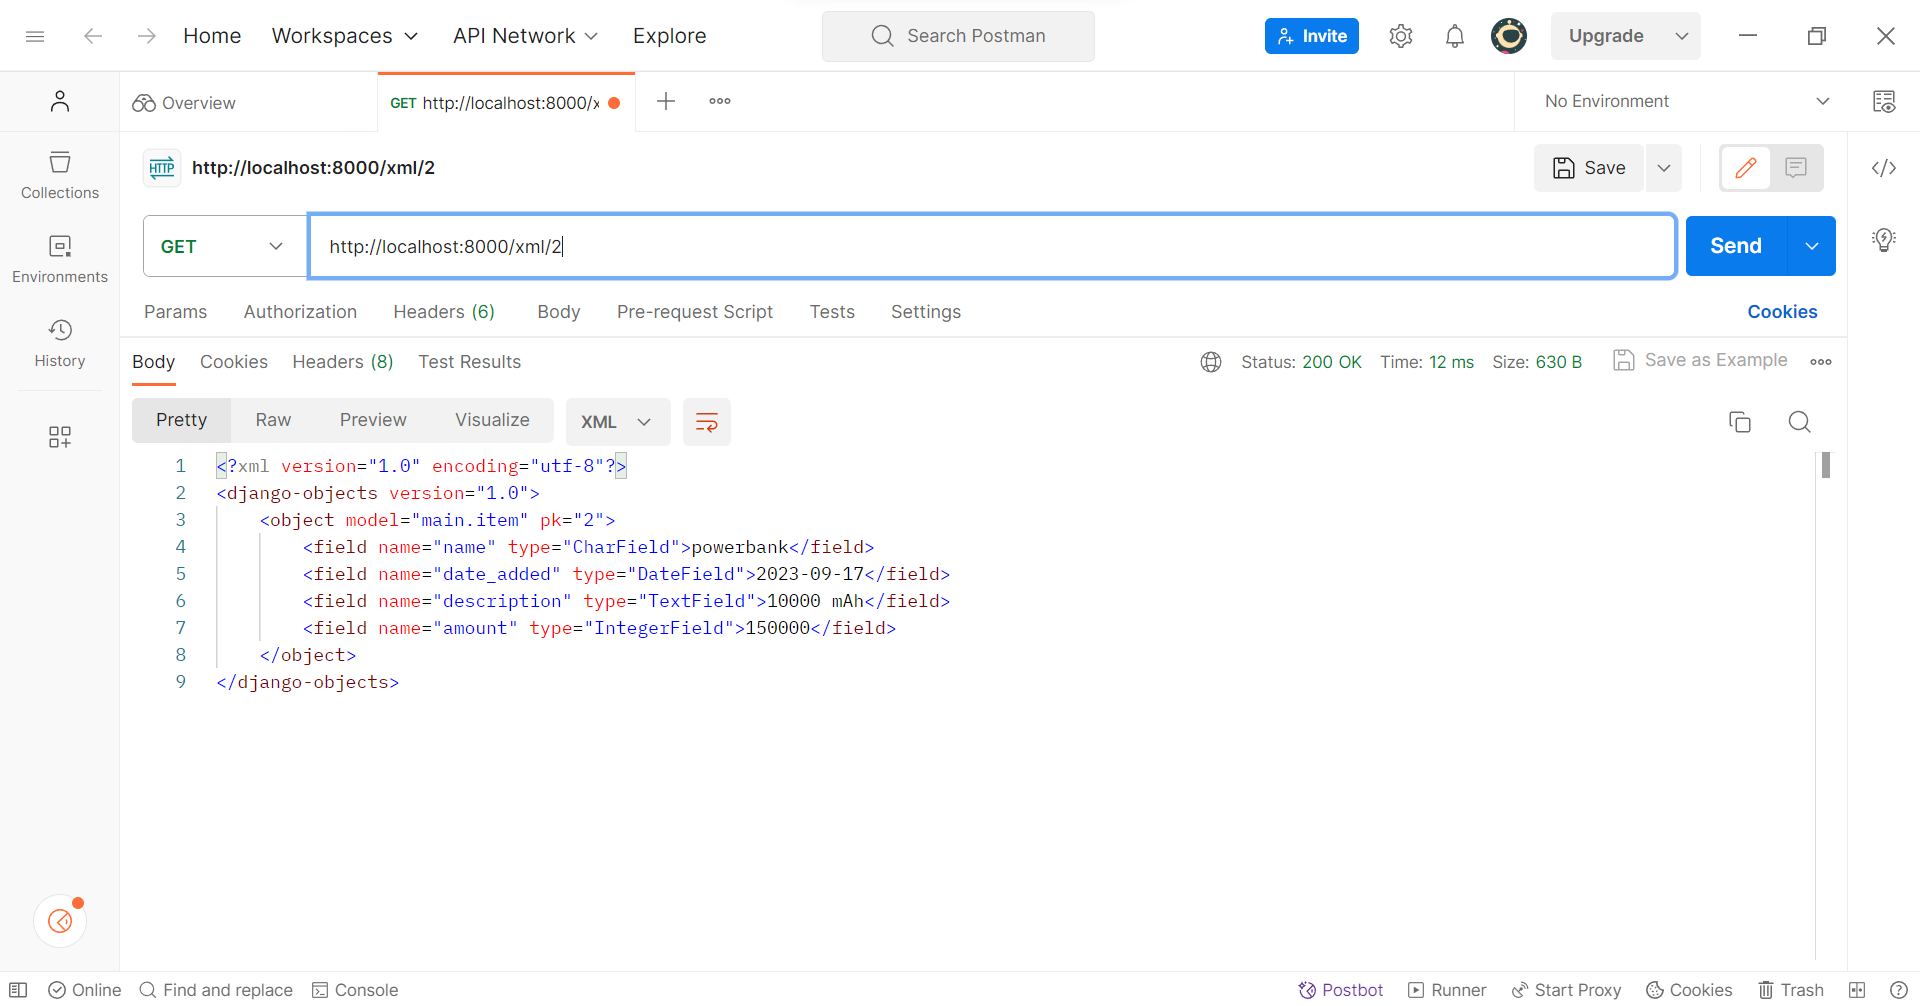 Home Workspaces API Network Explore Search Postman Invite Upgrade
Overview GET http://localhost:8000/x No Environment
HTTP http://localhost:8000/xml/2 Save
Collections
GET http://localhost:8000/xml/2 Send
Environments
Params Authorization Headers (6) Body Pre-request Script Tests Settings Cookies
History
Body Cookies Headers (8) Test Results Status: 200 OK Time: 12 ms Size: 630 B Save as Example
Pretty Raw Preview Visualize XML
1 <?xml version="1.0" encoding="utf-8"?>
2 <django-objects version="1.0">
3 <object model="main.item" pk="2">
4 <field name="name" type="CharField">powerbank</field>
5 <field name="date_added" type="DateField">2023-09-17</field>
6 <field name="description" type="TextField">10000 mAh</field>
7 <field name="amount" type="IntegerField">150000</field>
8 </object>
9 </django-objects>
Online Find and replace Console Postbot Runner Start Proxy Cookies Trash